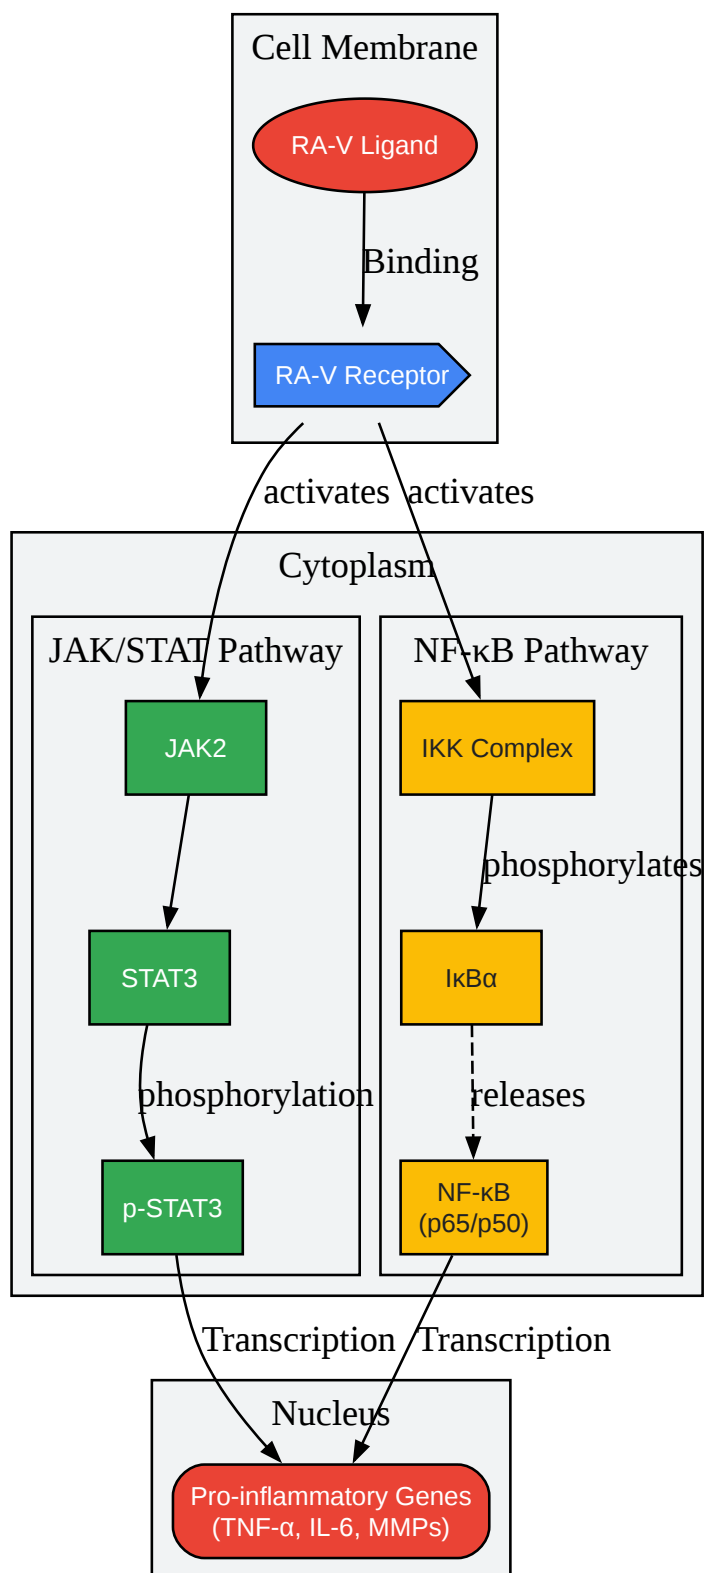 Cell Membrane
RA-V Ligand
Binding
RA-V Receptor
activates
activates
Cytoplasm
JAK/STAT Pathway
NF-κB Pathway
JAK2
IKK Complex
phosphorylates
STAT3
IκBα
phosphorylation
releases
p-STAT3
NF-κB
(p65/p50)
Transcription
Transcription
Nucleus
Pro-inflammatory Genes
(TNF-α, IL-6, MMPs)